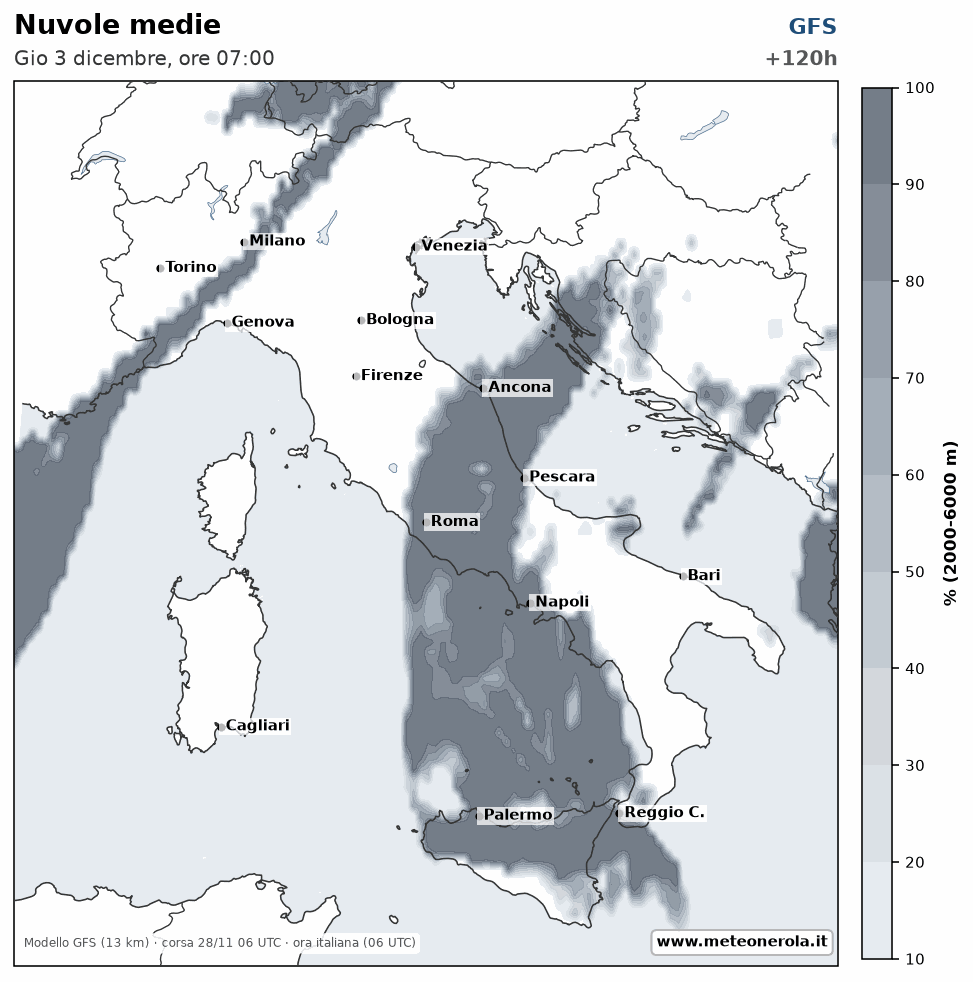 Nuvole medie
GFS
Gio 3 dicembre, ore 07:00
+120h
100
90
80
70
60
50
40
30
20
10
% (2000-6000 m)
Milano
Venezia
Torino
Genova
Bologna
Firenze
Ancona
Pescara
Roma
Bari
Napoli
Cagliari
Palermo
Reggio C.
Modello GFS (13 km) · corsa 28/11 06 UTC · ora italiana (06 UTC)
www.meteonerola.it